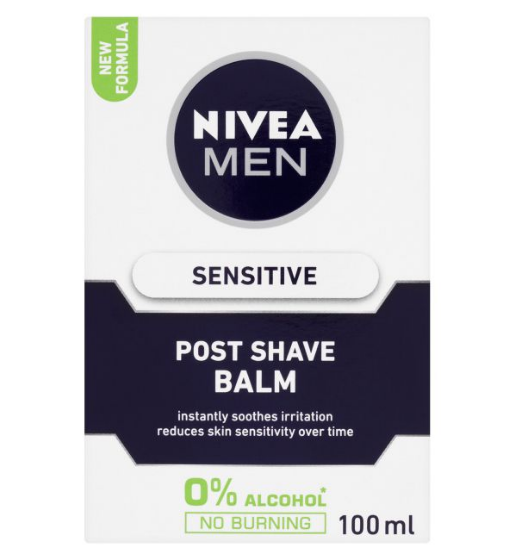 NEW
FORMULA
NIVEA
MEN
SENSITIVE
POST SHAVE
BALM
instantly soothes irritation
reduces skin sensitivity over time
0% ALCOHOL*
NO BURNING
100 ml